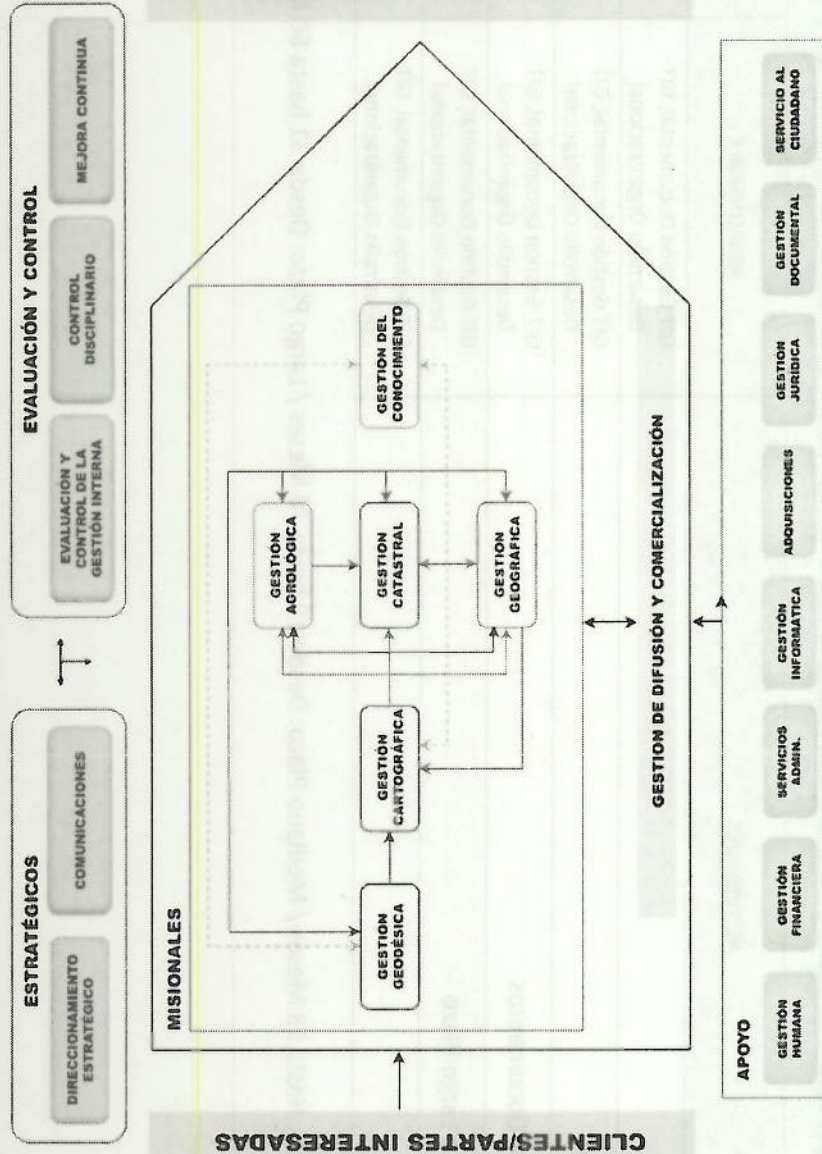 ESTRATÉGICOS
DIRECCIONAMIENTO
ESTRATÉGICO
COMUNICACIONES
EVALUACIÓN Y CONTROL
EVALUACIÓN Y
CONTROL DE LA
GESTIÓN INTERNA
CONTROL
DISCIPLINARIO
MEJORA CONTINUA
CLIENTES/PARTES INTERESADAS
MISIONALES
GESTIÓN
GEODÉSICA
GESTIÓN
CARTOGRÁFICA
GESTIÓN
AGROLÓGICA
GESTIÓN
CATASTRAL
GESTIÓN
GEOGRÁFICA
GESTION DEL
CONOCIMIENTO
GESTION DE DIFUSIÓN Y COMERCIALIZACIÓN
APOYO
GESTIÓN
HUMANA
GESTIÓN
FINANCIERA
SERVICIOS
ADMIN.
GESTIÓN
INFORMÁTICA
ADQUISICIONES
GESTIÓN
JURÍDICA
GESTIÓN
DOCUMENTAL
SERVICIO AL
CIUDADANO